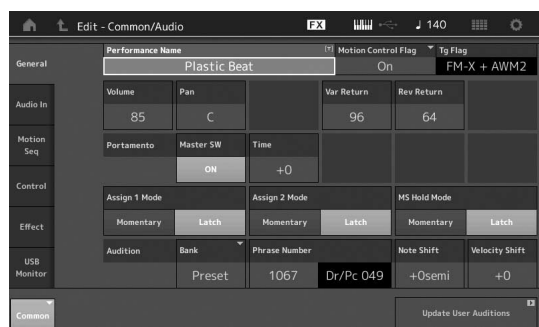 Edit - Common/Audio FX ♩ 140
Performance Name Motion Control Flag Tg Flag
General Plastic Beat On FM-X + AWM2
Volume Pan Var Return Rev Return
Audio In 85 C 96 64
Motion Seq Portamento Master SW Time
ON +0
Control
Assign 1 Mode Assign 2 Mode MS Hold Mode
Effect Momentary Latch Momentary Latch Momentary Latch
Audition Bank Phrase Number Note Shift Velocity Shift
USB Monitor Preset 1067 Dr/Pc 049 +0semi +0
Common Update User Auditions